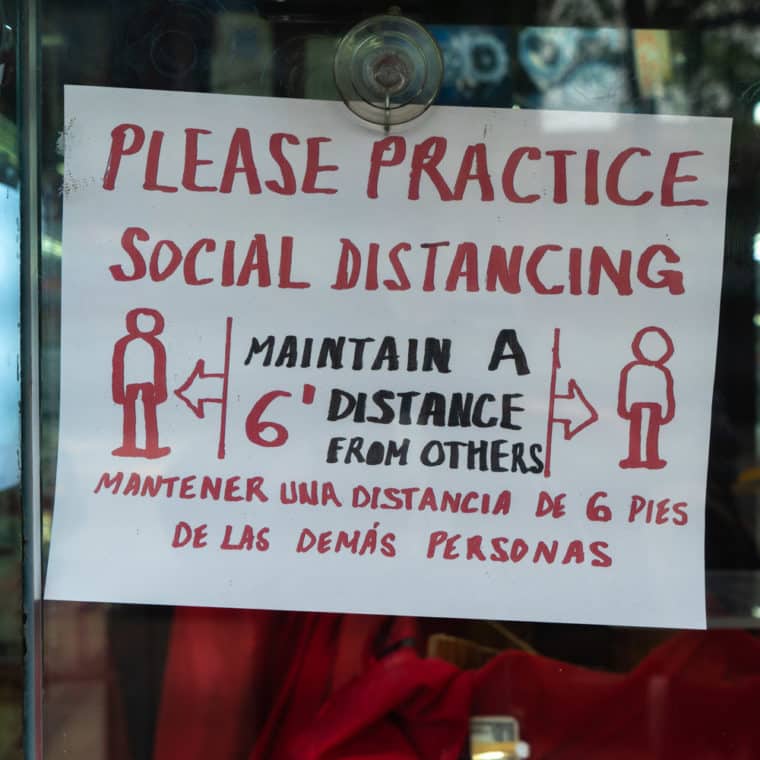 PLEASE PRACTICE
SOCIAL DISTANCING
MAINTAIN A
6' DISTANCE
FROM OTHERS
MANTENER UNA DISTANCIA DE 6 PIES
DE LAS DEMÁS PERSONAS